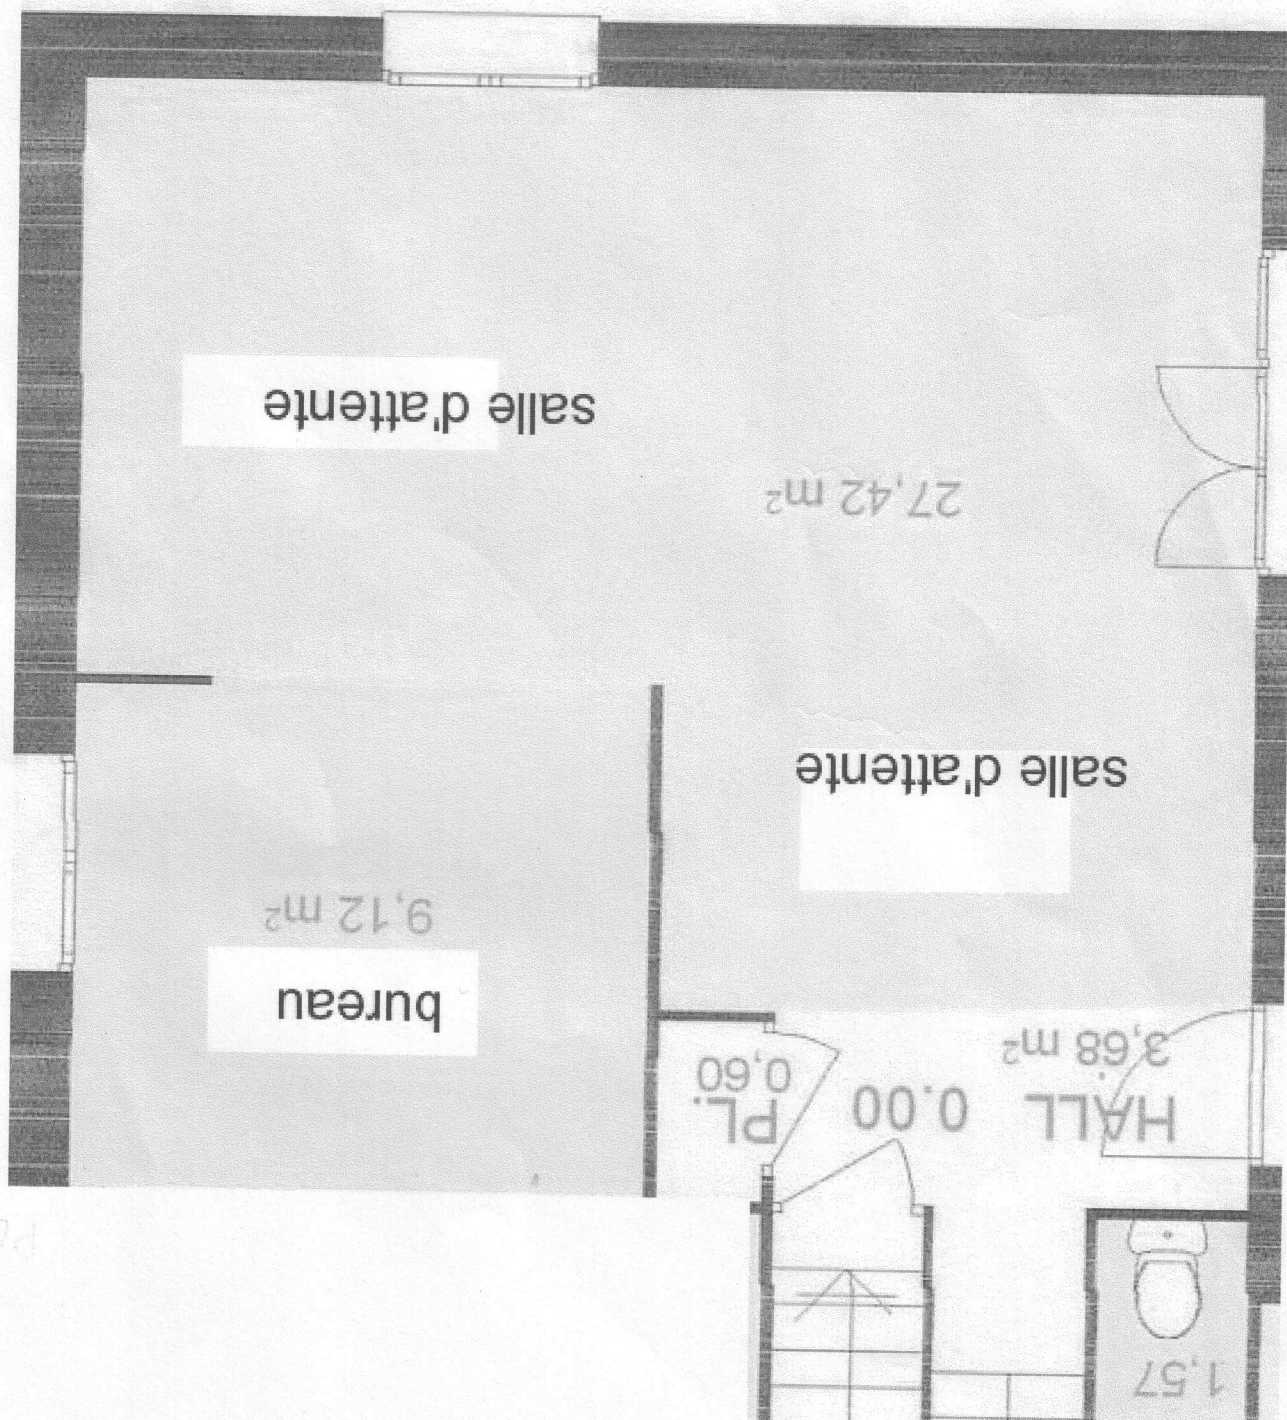 1,57
HALL
3,68 m²
0.00
PL.
0,60
bureau
9,12 m²
salle d'attente
27,42 m²
salle d'attente